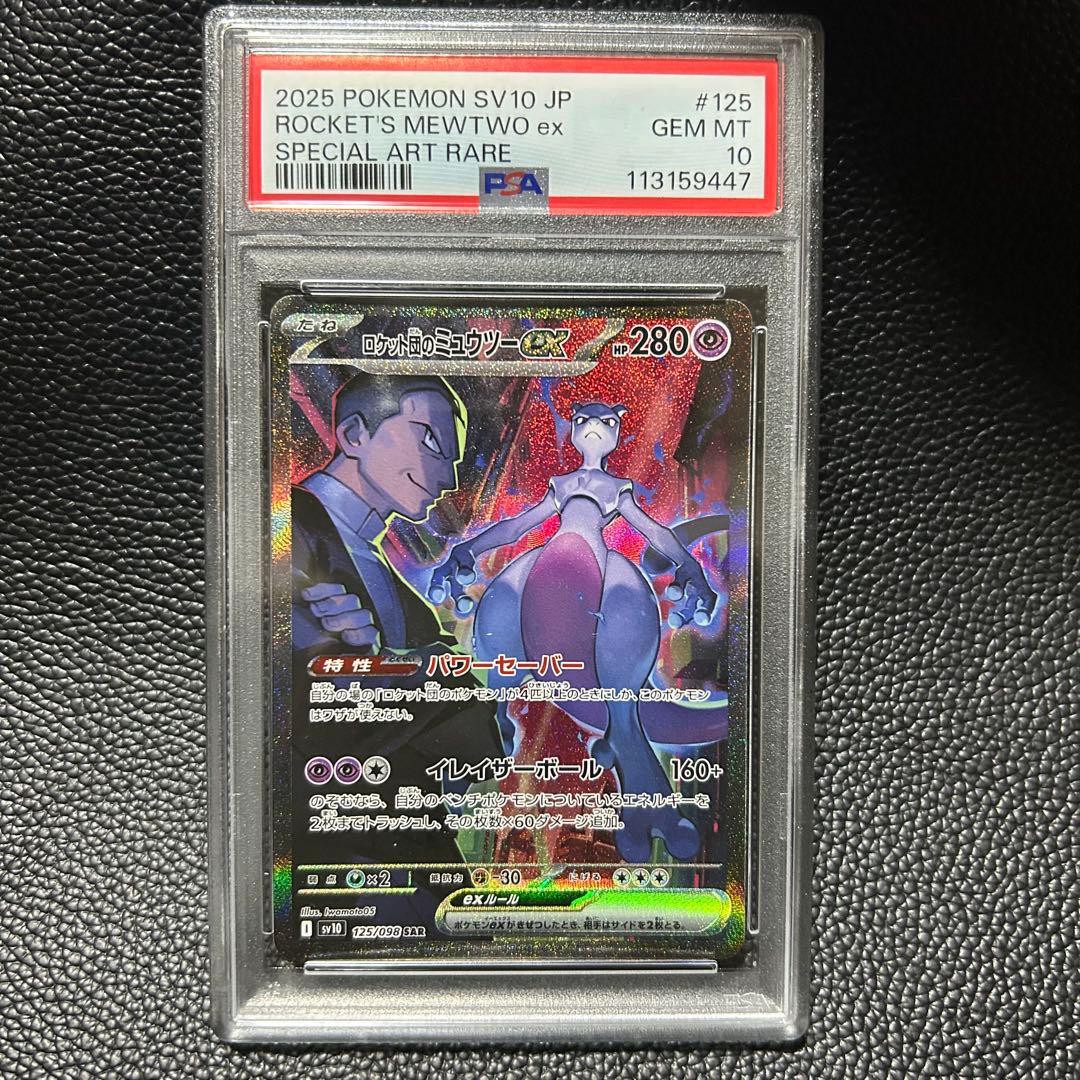 2025 POKEMON SV10 JP #125
ROCKET'S MEWTWO ex GEM MT
SPECIAL ART RARE 10
PSA 113159447
たね ロケット団のミュウツーex HP280
特性 パワーセーバー
自分の場の「ロケット団のポケモン」が4匹以上のときにしか、このポケモン
はワザが使えない。
イレイザーボール 160+
のぞむなら、自分のベンチポケモンについているエネルギーを
2枚までトラッシュし、その枚数×60ダメージ追加。
弱点 ×2 抵抗力 -30 にげる
exルール
ポケモンexがきぜつしたとき、相手はサイドを2枚とる。
illus. Iwamoto05
I sv10 125/098 SAR